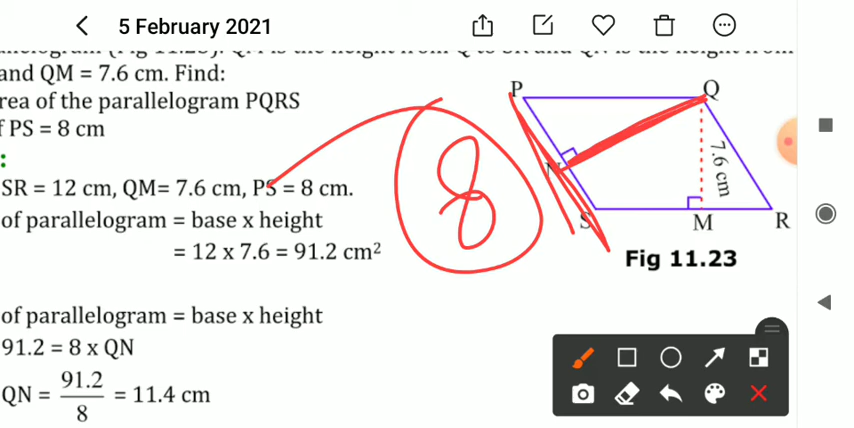 5 February 2021
and QM = 7.6 cm. Find:
rea of the parallelogram PQRS
f PS = 8 cm
:
SR = 12 cm, QM= 7.6 cm, PS = 8 cm.
of parallelogram = base x height
= 12 x 7.6 = 91.2 cm²
of parallelogram = base x height
91.2 = 8 x QN
QN = 91.2
8
= 11.4 cm
8
P
Q
7.6 cm
N
S
M
R
Fig 11.23